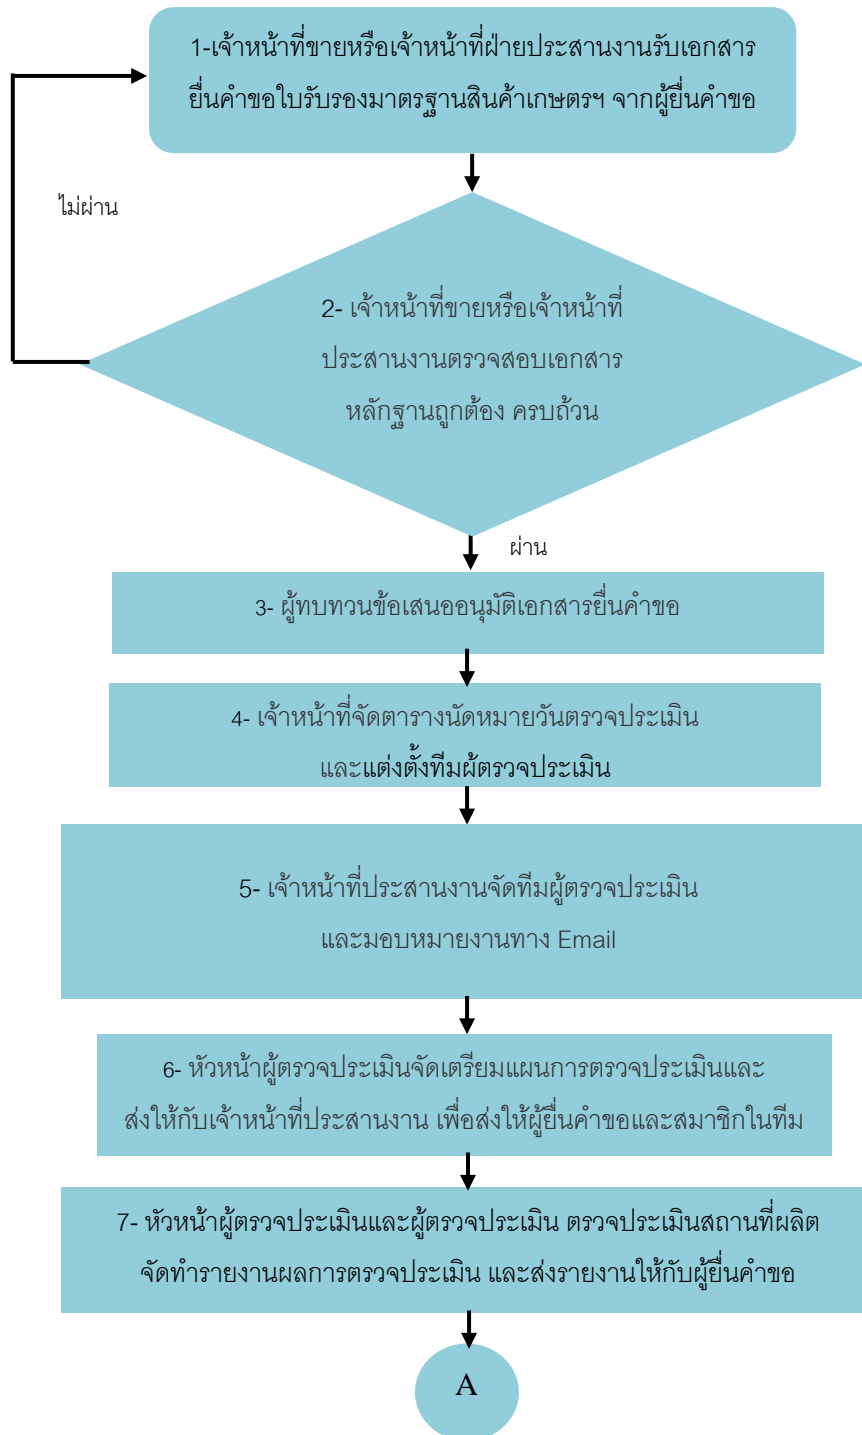 1-เจ้าหน้าที่ขายหรือเจ้าหน้าที่ฝ่ายประสานงานรับเอกสาร
ยื่นคำขอใบรับรองมาตรฐานสินค้าเกษตรฯ จากผู้ยื่นคำขอ
ไม่ผ่าน
2- เจ้าหน้าที่ขายหรือเจ้าหน้าที่
ประสานงานตรวจสอบเอกสาร
หลักฐานถูกต้อง ครบถ้วน
ผ่าน
3- ผู้ทบทวนข้อเสนออนุมัติเอกสารยื่นคำขอ
4- เจ้าหน้าที่จัดตารางนัดหมายวันตรวจประเมิน
และแต่งตั้งทีมผู้ตรวจประเมิน
5- เจ้าหน้าที่ประสานงานจัดทีมผู้ตรวจประเมิน
และมอบหมายงานทาง Email
6- หัวหน้าผู้ตรวจประเมินจัดเตรียมแผนการตรวจประเมินและ
ส่งให้กับเจ้าหน้าที่ประสานงาน เพื่อส่งให้ผู้ยื่นคำขอและสมาชิกในทีม
7- หัวหน้าผู้ตรวจประเมินและผู้ตรวจประเมิน ตรวจประเมินสถานที่ผลิต
จัดทำรายงานผลการตรวจประเมิน และส่งรายงานให้กับผู้ยื่นคำขอ
A